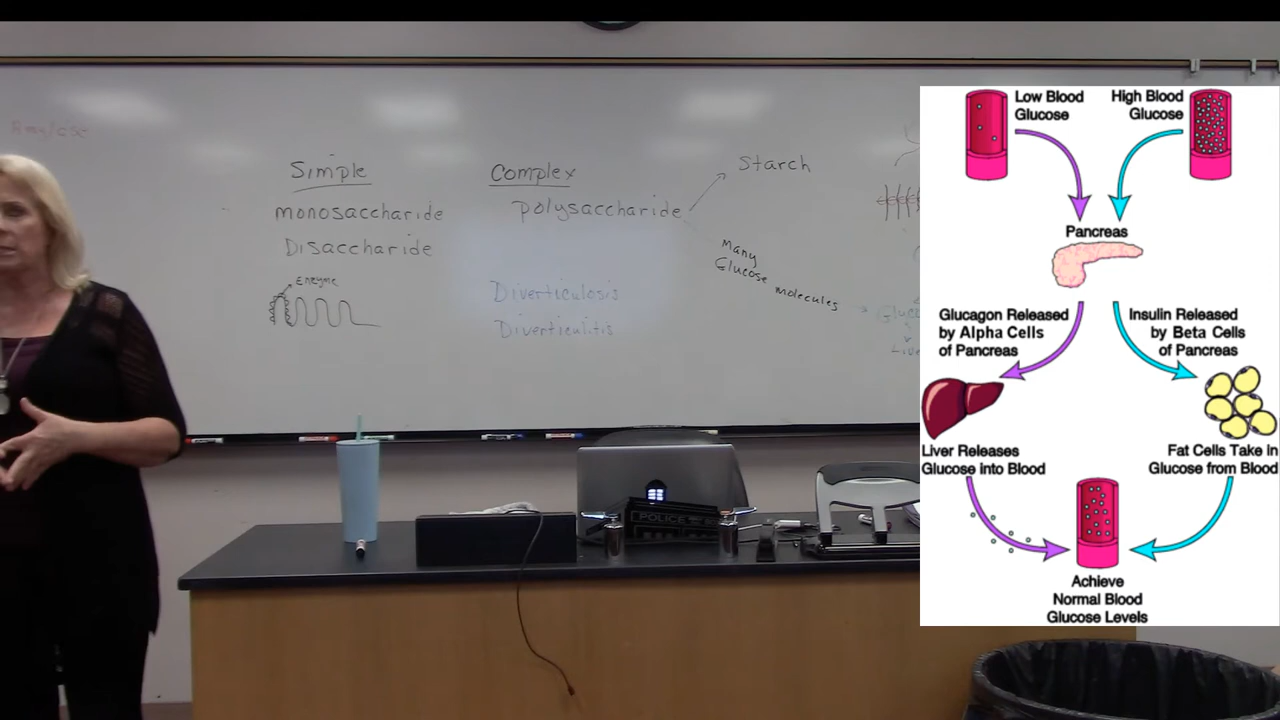 Amylase
Simple
monosaccharide
Disaccharide
Enzyme
Complex
polysaccharide
Starch
Many
Glucose molecules
Diverticulosis
Diverticulitis
POLICE
Low Blood
Glucose
High Blood
Glucose
Pancreas
Glucagon Released
by Alpha Cells
of Pancreas
Insulin Released
by Beta Cells
of Pancreas
Liver Releases
Glucose into Blood
Fat Cells Take in
Glucose from Blood
Achieve
Normal Blood
Glucose Levels